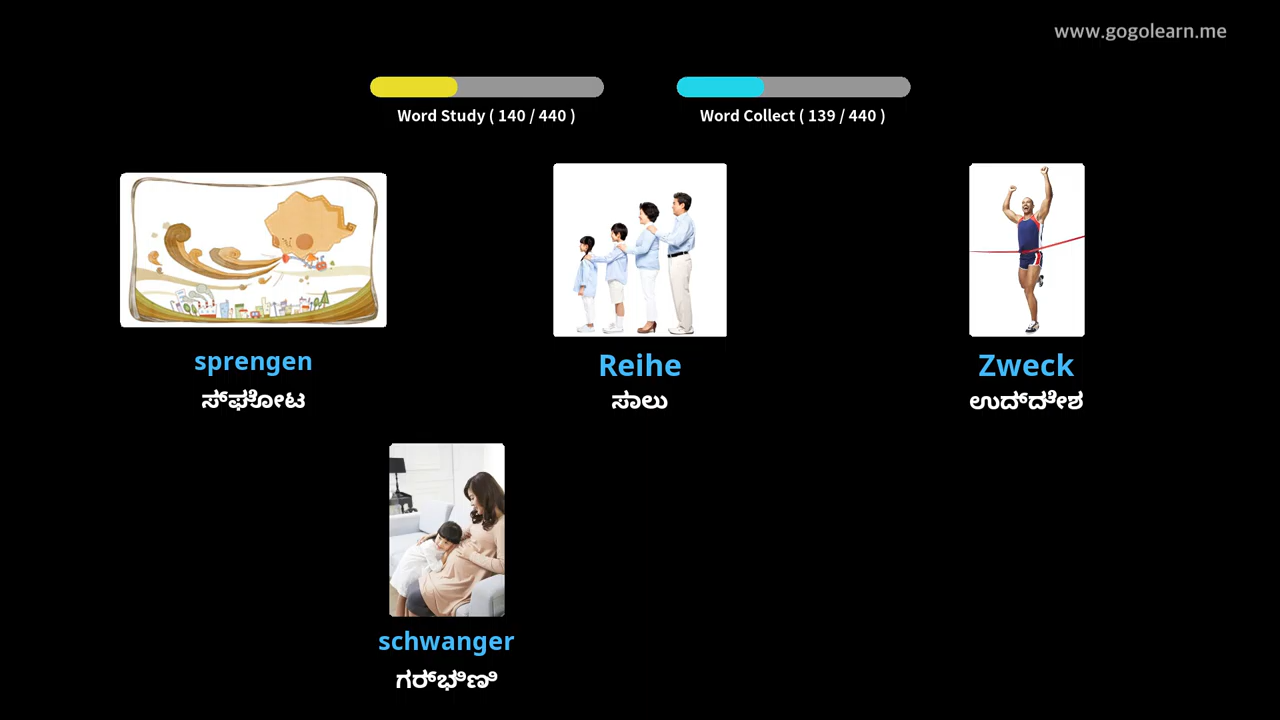 www.gogolearn.me
Word Study ( 140 / 440 )
Word Collect ( 139 / 440 )
sprengen
ಸ್ಫೋಟ
Reihe
ಸಾಲು
Zweck
ಉದ್ದೇಶ
schwanger
ಗರ್ಭಿಣಿ